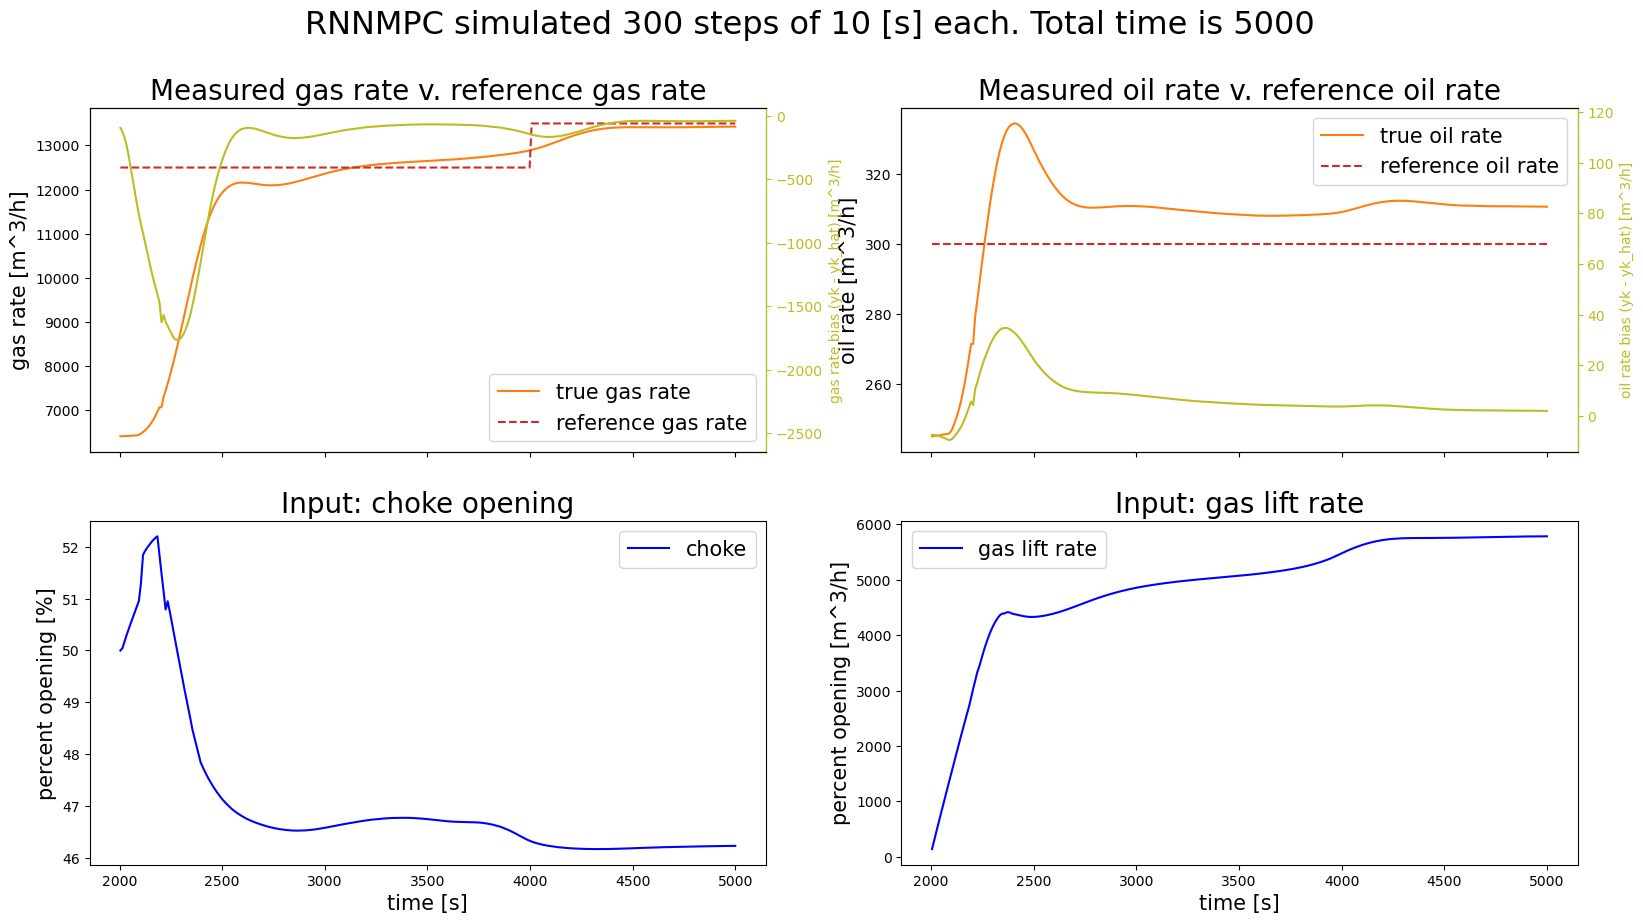 RNNMPC simulated 300 steps of 10 [s] each. Total time is 5000
Measured gas rate v. reference gas rate
gas rate [m^3/h]
13000
12000
11000
10000
9000
8000
7000
0
−500
−1000
−1500
−2000
−2500
gas rate bias (yk - yk_hat) [m^3/h]
true gas rate
reference gas rate
Measured oil rate v. reference oil rate
oil rate [m^3/h]
320
300
280
260
120
100
80
60
40
20
0
oil rate bias (yk - yk_hat) [m^3/h]
true oil rate
reference oil rate
Input: choke opening
percent opening [%]
52
51
50
49
48
47
46
choke
2000
2500
3000
3500
4000
4500
5000
time [s]
Input: gas lift rate
percent opening [m^3/h]
6000
5000
4000
3000
2000
1000
0
gas lift rate
2000
2500
3000
3500
4000
4500
5000
time [s]